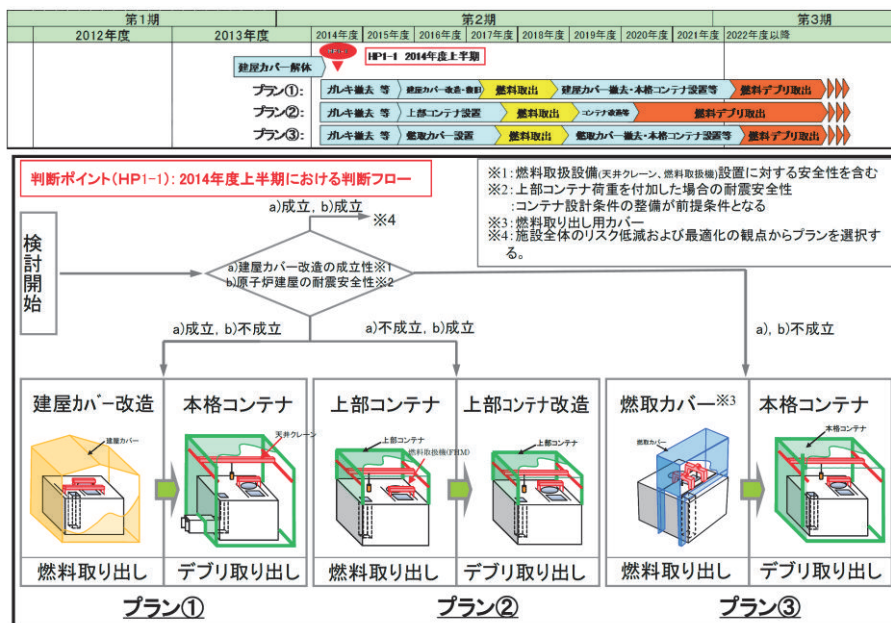 第1期 第2期 第3期
2012年度 2013年度 2014年度 2015年度 2016年度 2017年度 2018年度 2019年度 2020年度 2021年度 2022年度以降
HP1-1 2014年度上半期
建屋カバー解体
プラン①: ガレキ撤去 等 建屋カバー改造・復旧 燃料取出 建屋カバー撤去・本格コンテナ設置等 燃料デブリ取出
プラン②: ガレキ撤去 等 上部コンテナ設置 燃料取出 コンテナ改造等 燃料デブリ取出
プラン③: ガレキ撤去 等 燃取カバー設置 燃料取出 燃取カバー撤去・本格コンテナ設置等 燃料デブリ取出
判断ポイント(HP1-1): 2014年度上半期における判断フロー
※1: 燃料取扱設備(天井クレーン、燃料取扱機)設置に対する安全性を含む
※2: 上部コンテナ荷重を付加した場合の耐震安全性
:コンテナ設計条件の整備が前提条件となる
※3: 燃料取り出し用カバー
※4: 施設全体のリスク低減および最適化の観点からプランを選択す
る。
a)成立, b)成立
※4
検討開始
a)建屋カバー改造の成立性※1
b)原子炉建屋の耐震安全性※2
a)成立, b)不成立
a)不成立, b)成立
a), b)不成立
建屋カバー改造 本格コンテナ 上部コンテナ 上部コンテナ改造 燃取カバー※3 本格コンテナ
建屋カバー
天井クレーン
上部コンテナ
燃料取扱機(FHM)
上部コンテナ
燃取カバー
本格コンテナ
燃料取り出し デブリ取り出し 燃料取り出し デブリ取り出し 燃料取り出し デブリ取り出し
プラン① プラン② プラン③